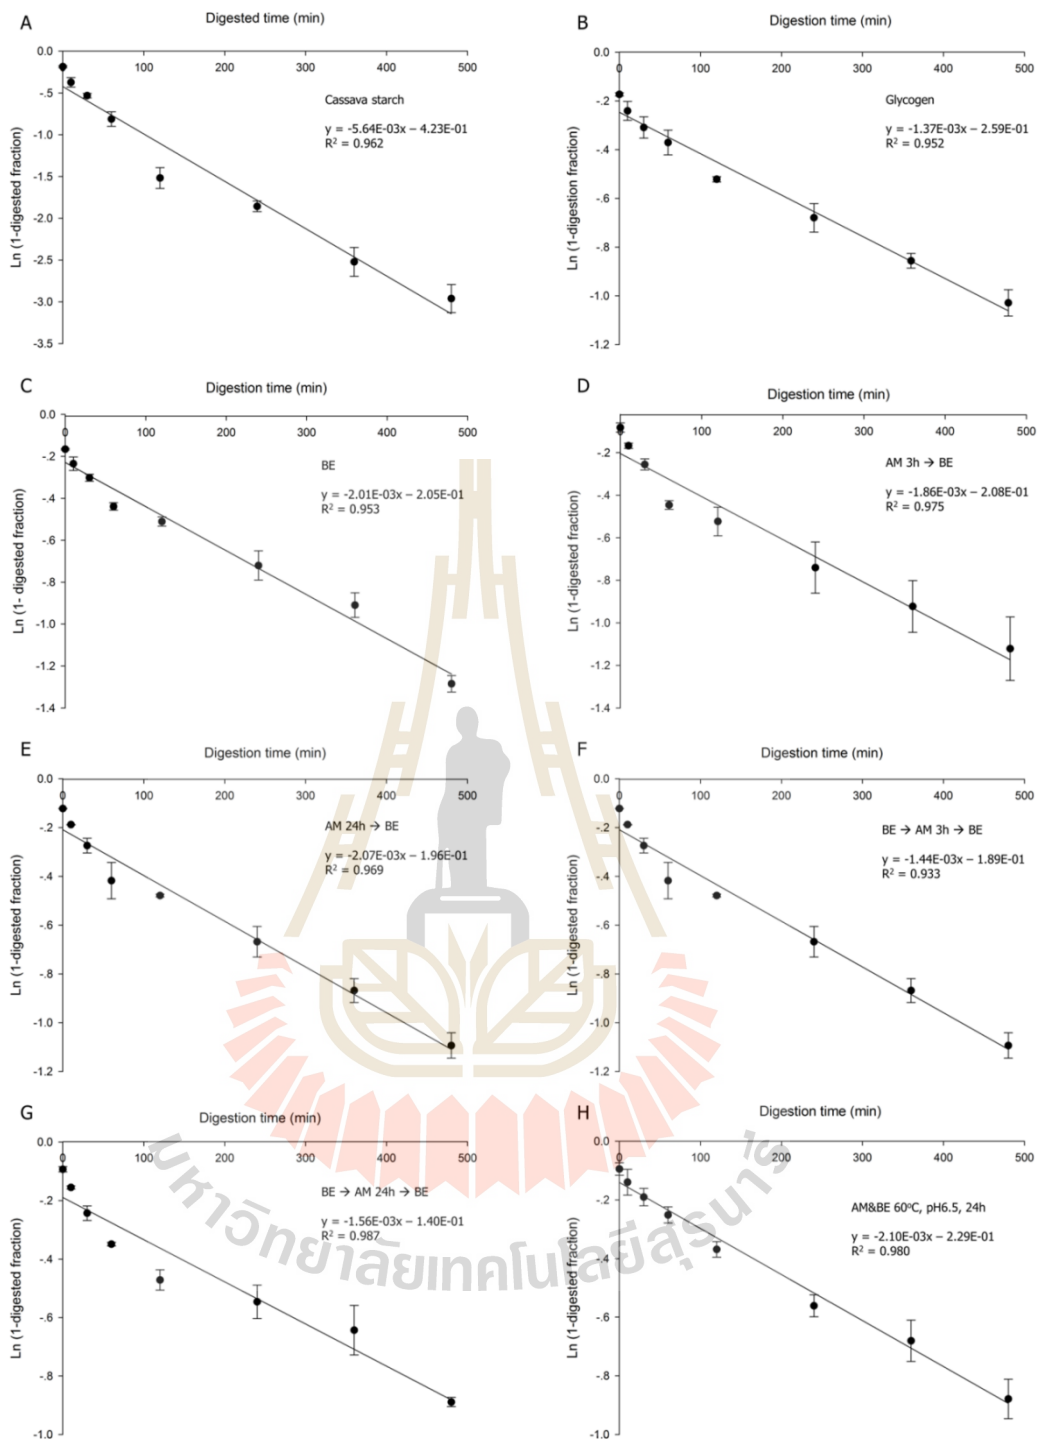 A
Digested time (min)
0.0
0
100
200
300
400
500
-.5
-1.0
-1.5
-2.0
-2.5
-3.0
-3.5
Ln (1-digested fraction)
Cassava starch
y = -5.64E-03x – 4.23E-01
R² = 0.962
B
Digestion time (min)
0.0
0
100
200
300
400
500
-.2
-.4
-.6
-.8
-1.0
-1.2
Ln (1-digestion fraction)
Glycogen
y = -1.37E-03x – 2.59E-01
R² = 0.952
C
Digestion time (min)
0.0
0
100
200
300
400
500
-.2
-.4
-.6
-.8
-1.0
-1.2
-1.4
Ln (1- digested fraction)
BE
y = -2.01E-03x – 2.05E-01
R² = 0.953
D
Digestion time (min)
0
100
200
300
400
500
-.2
-.4
-.6
-.8
-1.0
-1.2
-1.4
Ln (1-digested fraction)
AM 3h → BE
y = -1.86E-03x – 2.08E-01
R² = 0.975
E
Digestion time (min)
0.0
0
100
200
300
400
500
-.2
-.4
-.6
-.8
-1.0
-1.2
Ln (1-digested fraction)
AM 24h → BE
y = -2.07E-03x – 1.96E-01
R² = 0.969
F
Digestion time (min)
0.0
0
100
200
300
400
500
-.2
-.4
-.6
-.8
-1.0
-1.2
Ln (1-digested fraction)
BE → AM 3h → BE
y = -1.44E-03x – 1.89E-01
R² = 0.933
G
Digestion time (min)
0.0
0
100
200
300
400
500
-.2
-.4
-.6
-.8
-1.0
Ln (1-digested fraction)
BE → AM 24h → BE
y = -1.56E-03x – 1.40E-01
R² = 0.987
H
Digestion time (min)
0.0
0
100
200
300
400
500
-.2
-.4
-.6
-.8
-1.0
Ln (1-digested fraction)
AM&BE 60ºC, pH6.5, 24h
y = -2.10E-03x – 2.29E-01
R² = 0.980
มหาวิทยาลัยเทคโนโลยีสุรนารี